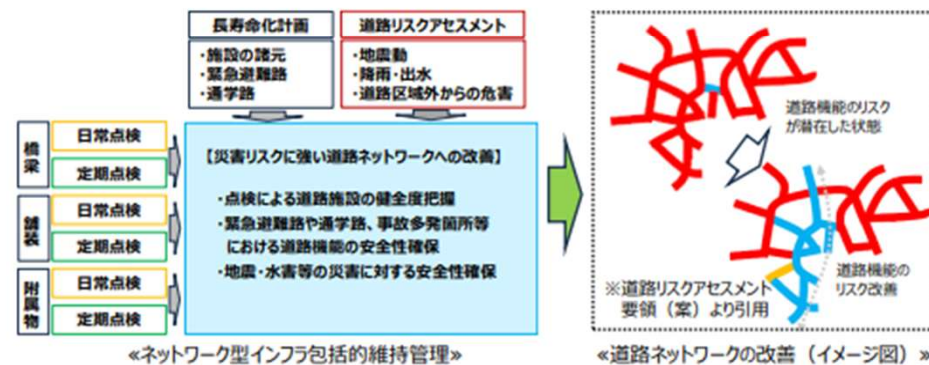 長寿命化計画
・施設の諸元
・緊急避難路
・通学路
道路リスクアセスメント
・地震動
・降雨・出水
・道路区域外からの危害
橋梁
日常点検
定期点検
舗装
日常点検
定期点検
附属物
日常点検
定期点検
【災害リスクに強い道路ネットワークへの改善】
・点検による道路施設の健全度把握
・緊急避難路や通学路、事故多発箇所等
における道路機能の安全性確保
・地震・水害等の災害に対する安全性確保
道路機能のリスク
が潜在した状態
道路機能の
リスク改善
※道路リスクアセスメント
要領（案）より引用
≪ネットワーク型インフラ包括的維持管理≫
≪道路ネットワークの改善（イメージ図）≫